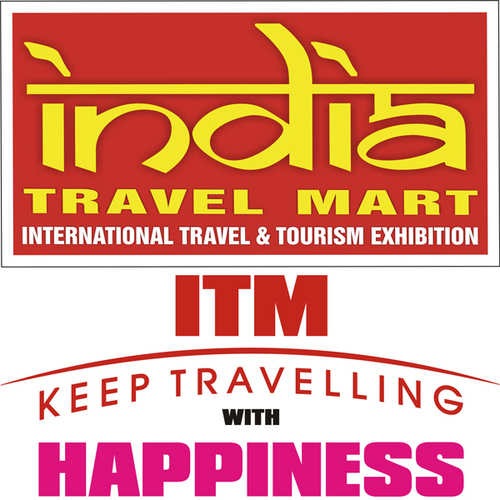 india
TRAVEL MART
INTERNATIONAL TRAVEL & TOURISM EXHIBITION
ITM
KEEP TRAVELLING
WITH
HAPPINESS